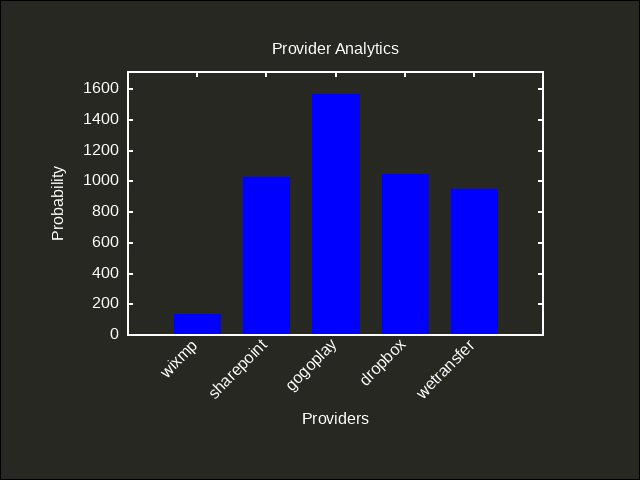 Provider Analytics
1600
1400
1200
1000
800
600
400
200
0
Probability
wixmp
sharepoint
gogoplay
dropbox
wetransfer
Providers